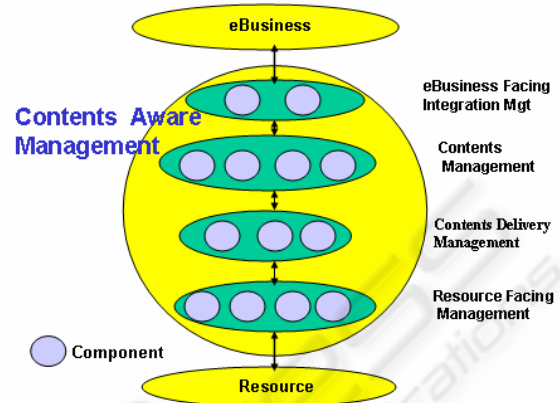 eBusiness
Contents Aware
Management
eBusiness Facing
Integration Mgt
Contents
Management
Contents Delivery
Management
Resource Facing
Management
Component
Resource